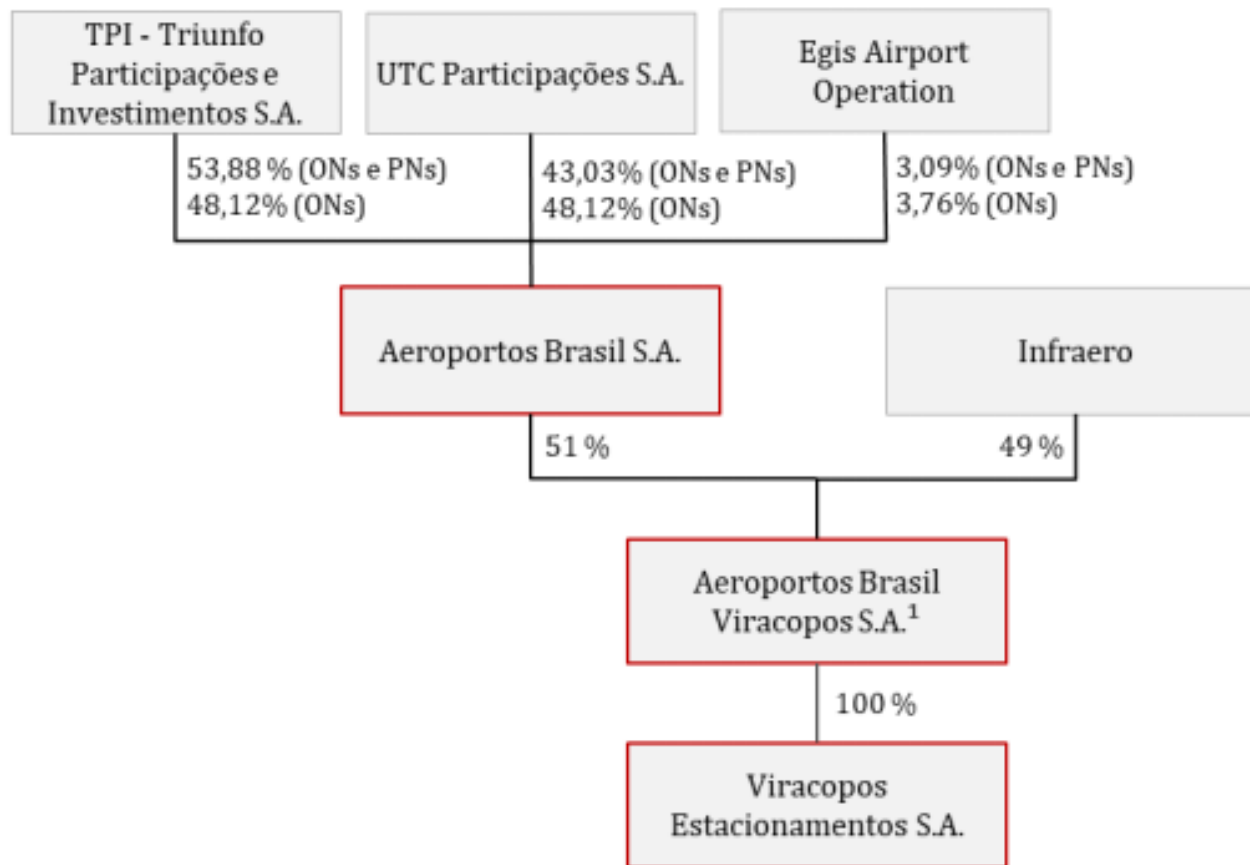 TPI - Triunfo
Participações e
Investimentos S.A.
UTC Participações S.A.
Egis Airport
Operation
53,88 % (ONs e PNs)
48,12% (ONs)
43,03% (ONs e PNs)
48,12% (ONs)
3,09% (ONs e PNs)
3,76% (ONs)
Aeroportos Brasil S.A.
Infraero
51 %
49 %
Aeroportos Brasil
Viracopos S.A.¹
100 %
Viracopos
Estacionamentos S.A.